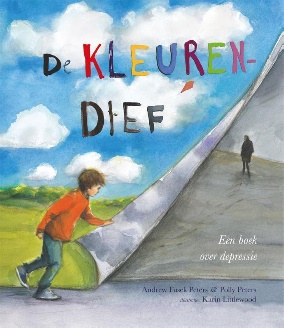 De KLEUREN-
DIEF
Een boek
over depressie
Andrew Fusek Peters & Polly Peters
Karin Littlewood